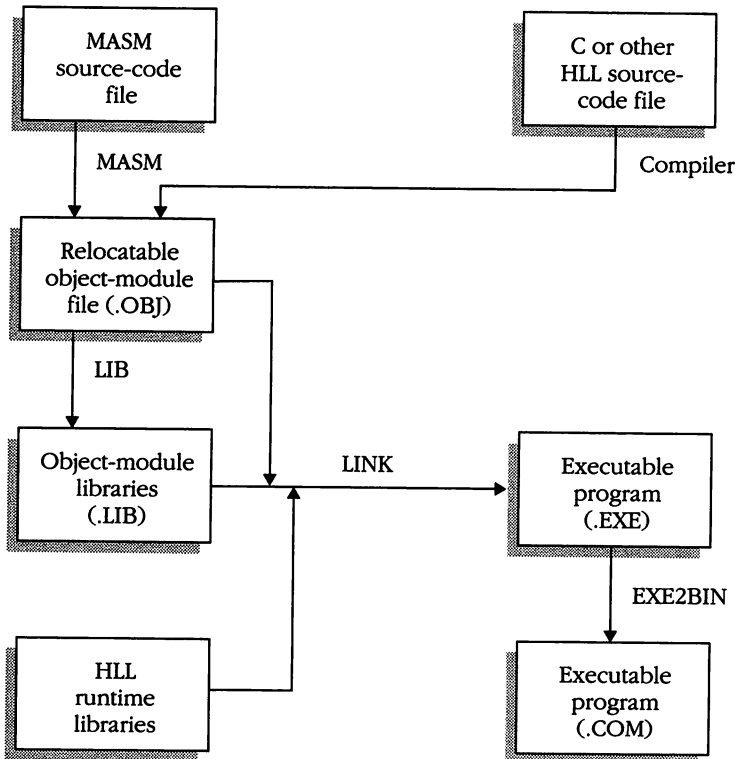 MASM
source-code
file
C or other
HLL source-
code file
MASM
Compiler
Relocatable
object-module
file (.OBJ)
LIB
Object-module
libraries
(.LIB)
LINK
Executable
program
(.EXE)
EXE2BIN
HLL
runtime
libraries
Executable
program
(.COM)